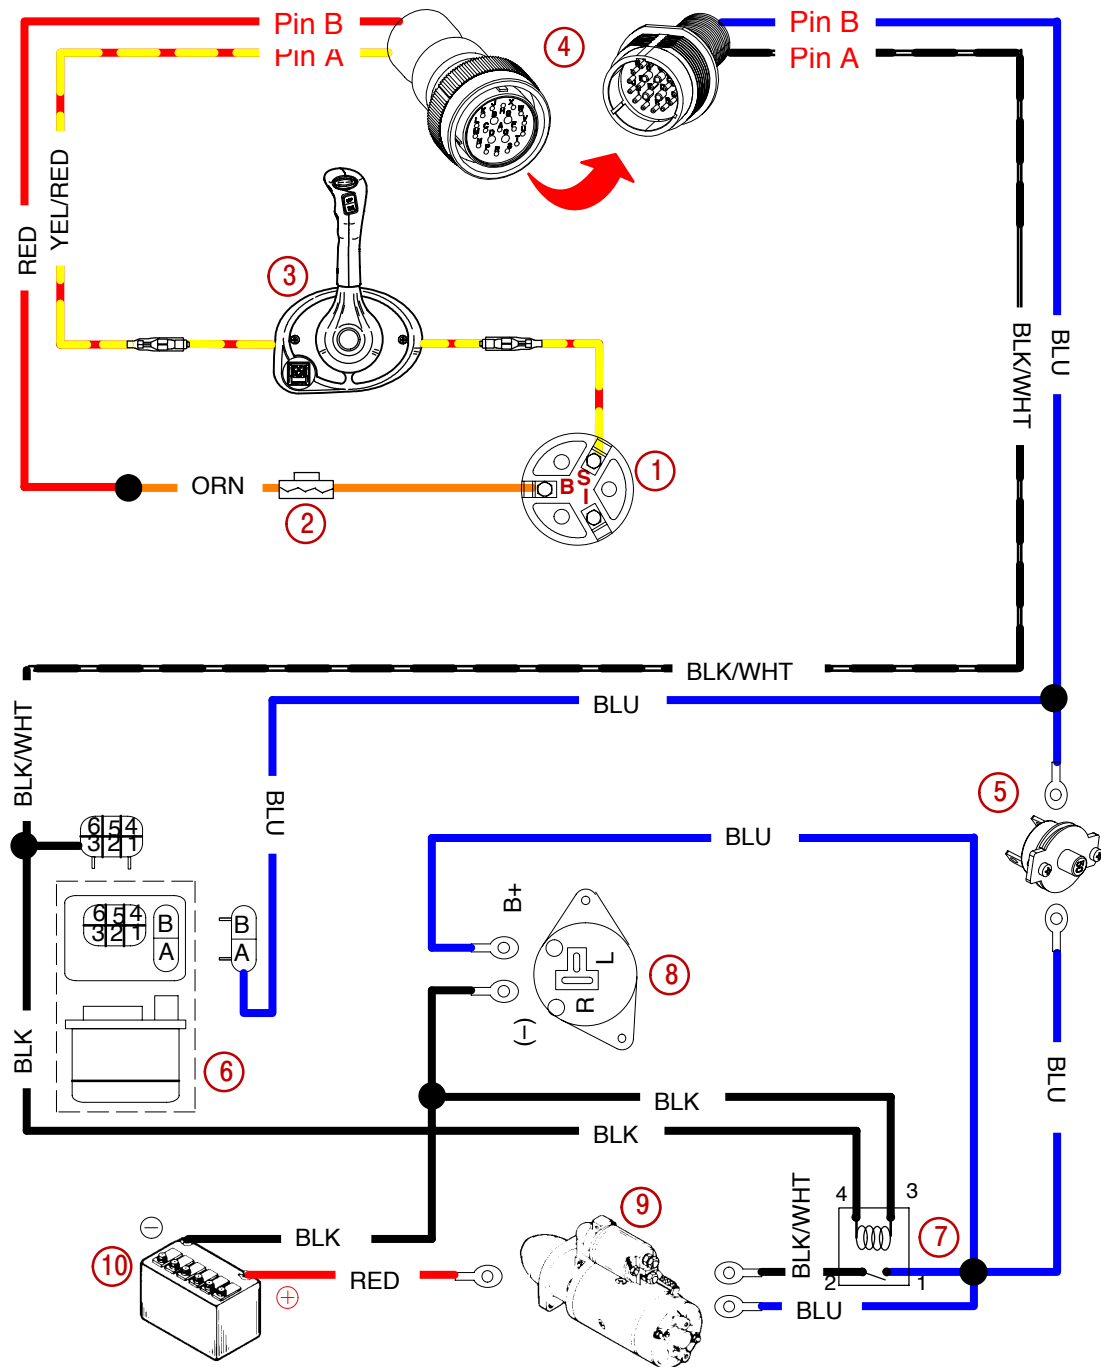 Pin B
Pin A
4
Pin B
Pin A
RED
YEL/RED
3
BLK/WHT
BLU
1
B
S
I
ORN
2
BLK/WHT
BLU
BLK/WHT
BLU
5
50
6 5 4
3 2 1
BLU
B+
6 5 4
3 2 1
B
A
B
A
L
R
8
(–)
BLK
6
BLU
BLK
BLK
4
3
BLK/WHT
9
7
−
BLK
10
RED
+
2
1
BLU